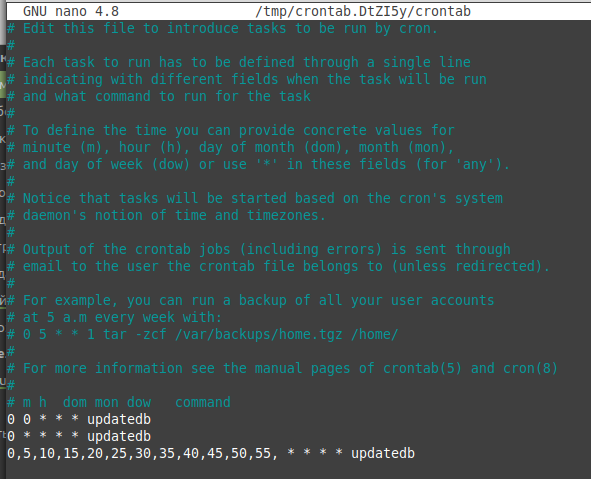 GNU nano 4.8 /tmp/crontab.DtZI5y/crontab
# Edit this file to introduce tasks to be run by cron.
#
# Each task to run has to be defined through a single line
# indicating with different fields when the task will be run
# and what command to run for the task
#
# To define the time you can provide concrete values for
# minute (m), hour (h), day of month (dom), month (mon),
# and day of week (dow) or use '*' in these fields (for 'any').
#
# Notice that tasks will be started based on the cron's system
# daemon's notion of time and timezones.
#
# Output of the crontab jobs (including errors) is sent through
# email to the user the crontab file belongs to (unless redirected).
#
# For example, you can run a backup of all your user accounts
# at 5 a.m every week with:
# 0 5 * * 1 tar -zcf /var/backups/home.tgz /home/
#
# For more information see the manual pages of crontab(5) and cron(8)
#
# m h  dom mon dow   command
0 0 * * * updatedb
0 * * * * updatedb
0,5,10,15,20,25,30,35,40,45,50,55, * * * * updatedb